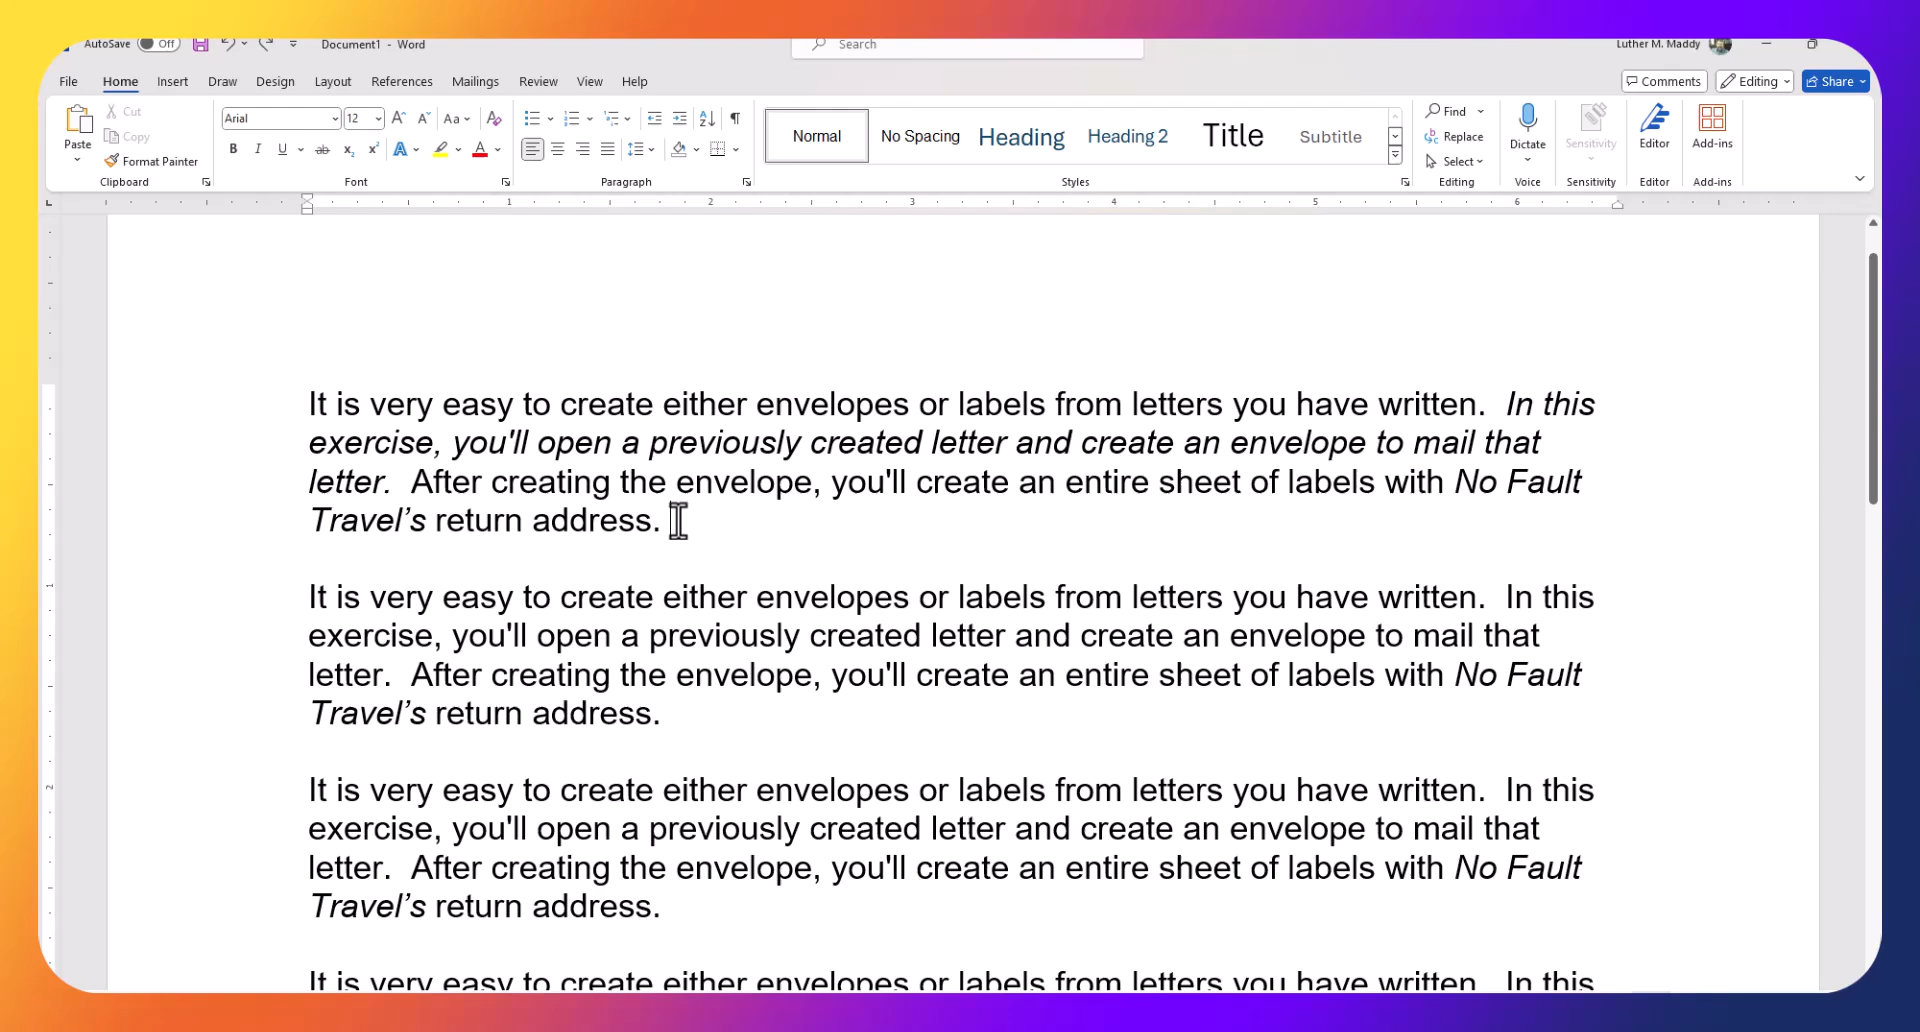 AutoSave Off Document1 - Word Search Luther M. Maddy
File Home Insert Draw Design Layout References Mailings Review View Help Comments Editing Share
Paste Cut Copy Format Painter Clipboard
Arial 12 Aa Font
B I U ab x₂ x² A A
Paragraph
Normal No Spacing Heading Heading 2 Title Subtitle Styles
Find Replace Select Editing
Dictate Voice
Sensitivity Sensitivity
Editor Editor
Add-ins Add-ins
1 2 3 4 5 6
It is very easy to create either envelopes or labels from letters you have written. In this
exercise, you'll open a previously created letter and create an envelope to mail that
letter. After creating the envelope, you'll create an entire sheet of labels with No Fault
Travel’s return address.
It is very easy to create either envelopes or labels from letters you have written. In this
exercise, you'll open a previously created letter and create an envelope to mail that
letter. After creating the envelope, you'll create an entire sheet of labels with No Fault
Travel’s return address.
It is very easy to create either envelopes or labels from letters you have written. In this
exercise, you'll open a previously created letter and create an envelope to mail that
letter. After creating the envelope, you'll create an entire sheet of labels with No Fault
Travel’s return address.
It is very easy to create either envelopes or labels from letters you have written. In this